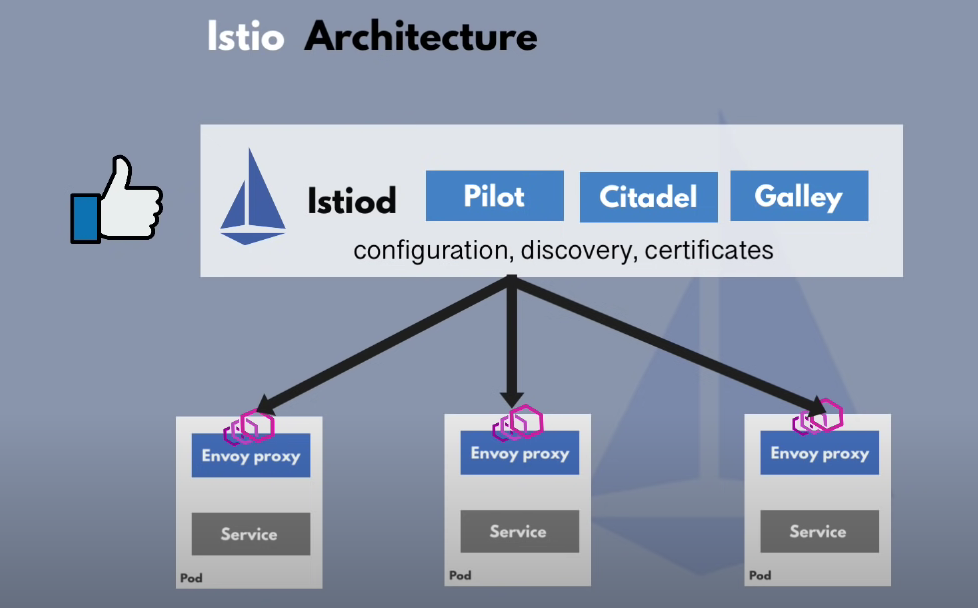 Istio Architecture
Istiod
Pilot
Citadel
Galley
configuration, discovery, certificates
Envoy proxy
Service
Pod
Envoy proxy
Service
Pod
Envoy proxy
Service
Pod